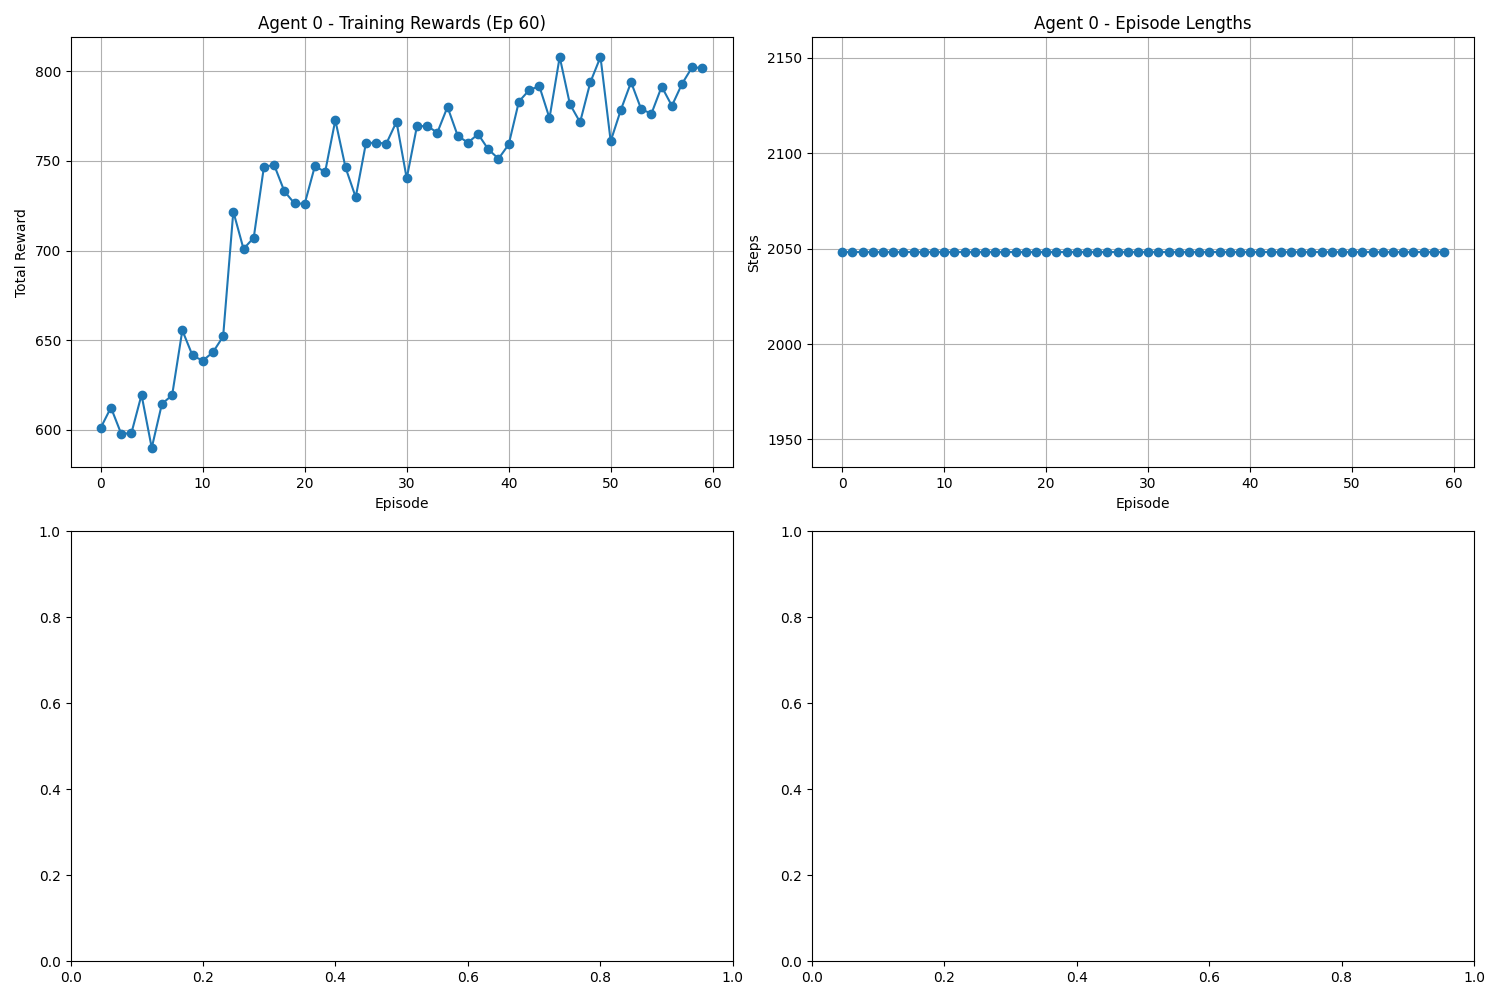 Agent 0 - Training Rewards (Ep 60)
Total Reward
800
750
700
650
600
0 10 20 30 40 50 60
Episode
Agent 0 - Episode Lengths
Steps
2150
2100
2050
2000
1950
0 10 20 30 40 50 60
Episode
1.0
0.8
0.6
0.4
0.2
0.0
0.0 0.2 0.4 0.6 0.8 1.0
1.0
0.8
0.6
0.4
0.2
0.0
0.0 0.2 0.4 0.6 0.8 1.0